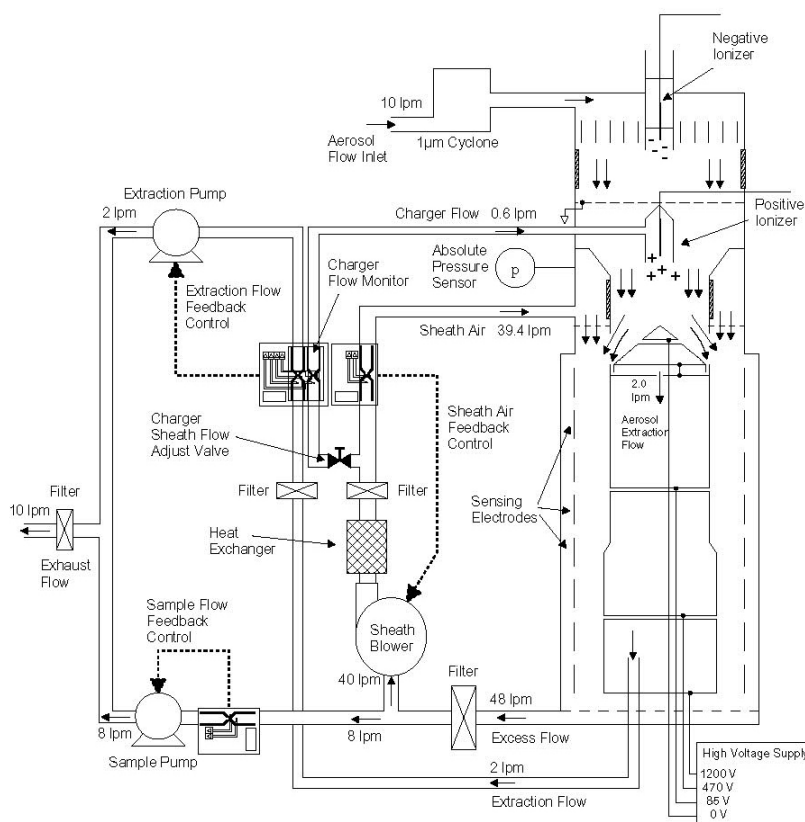 Negative
Ionizer
10 lpm
Aerosol
Flow Inlet
1µm Cyclone
Extraction Pump
2 lpm
Charger Flow
0.6 lpm
Positive
Ionizer
Absolute
Pressure
Sensor
p
Charger
Flow Monitor
Extraction Flow
Feedback
Control
Sheath Air
39.4 lpm
2.0
lpm
Aerosol
Extraction
Flow
Sheath Air
Feedback
Control
Charger
Sheath Flow
Adjust Valve
Filter
Filter
Sensing
Electrodes
Filter
10 lpm
Exhaust
Flow
Heat
Exchanger
Sample Flow
Feedback
Control
Sheath
Blower
40 lpm
Filter
48 lpm
8 lpm
8 lpm
Excess Flow
Sample Pump
2 lpm
Extraction Flow
High Voltage Supply
1200 V
470 V
85 V
0 V